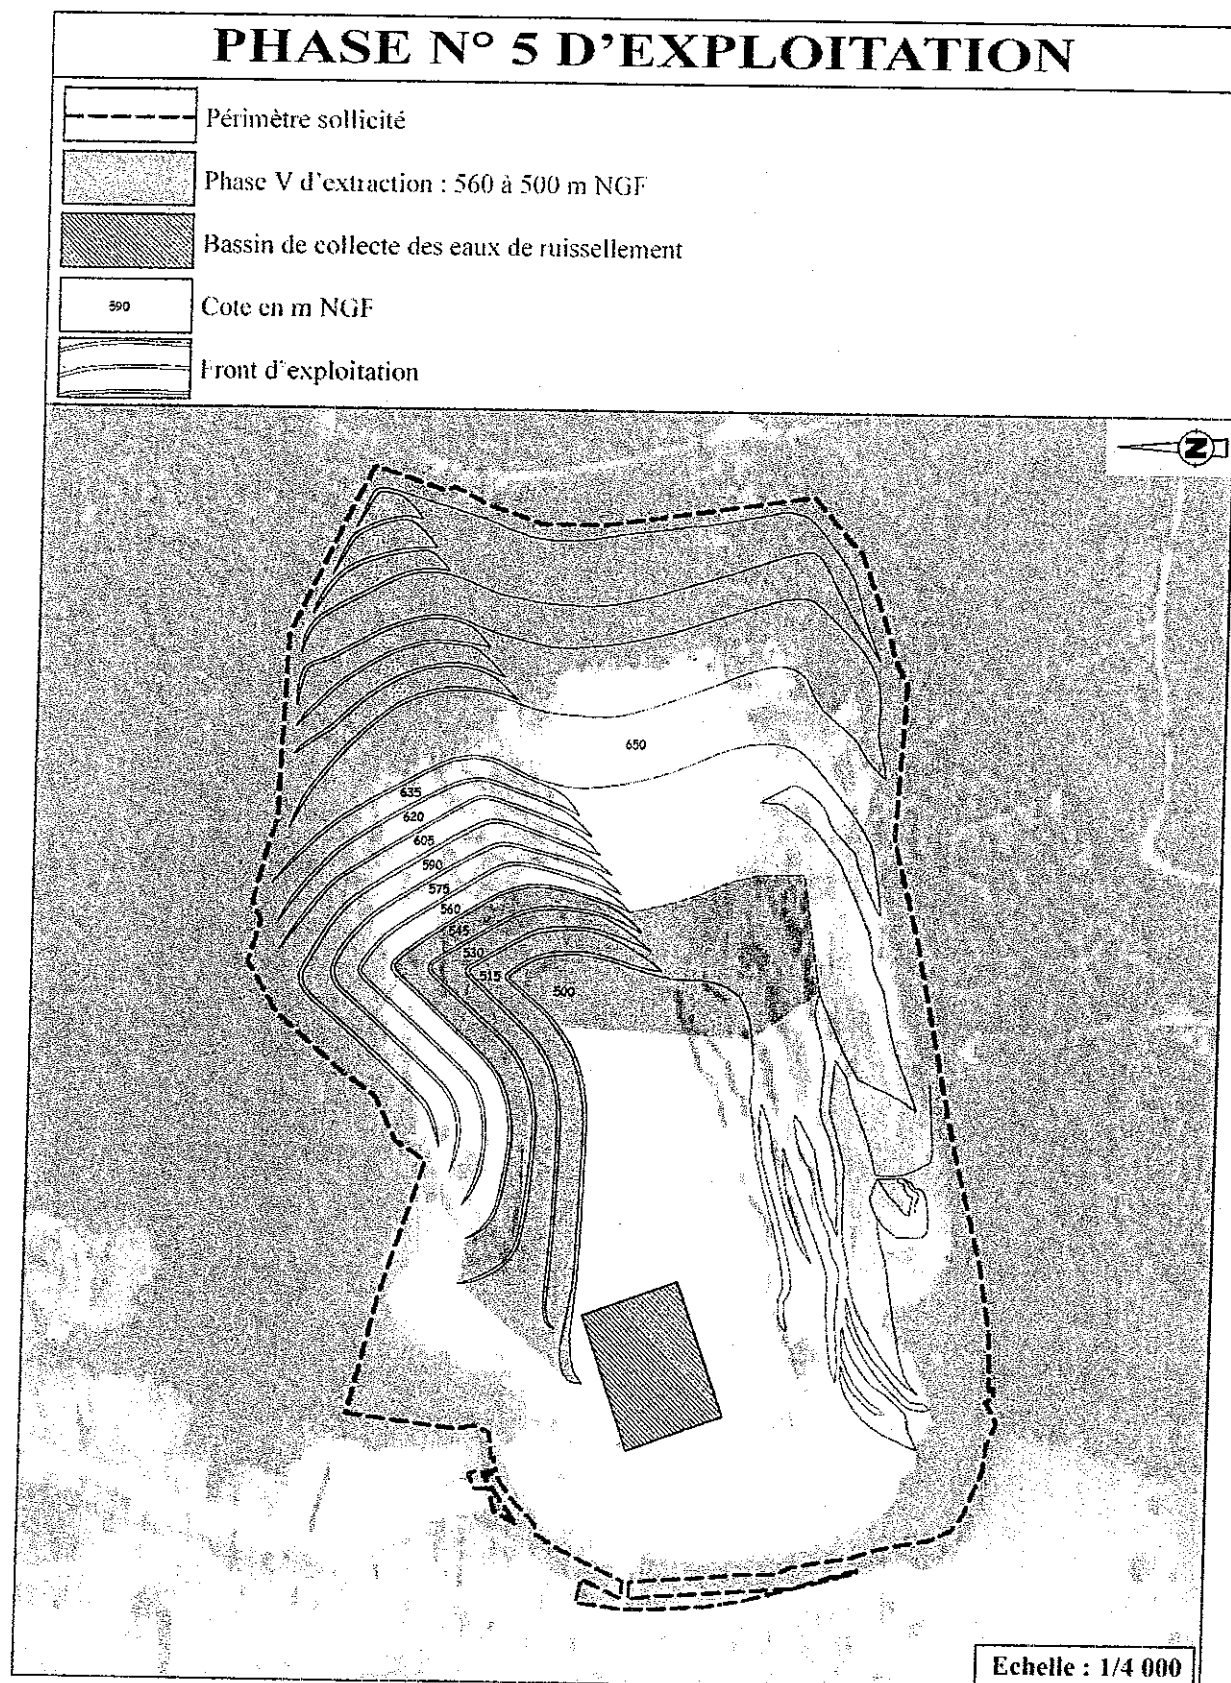 PHASE N° 5 D'EXPLOITATION
Périmètre sollicité
Phase V d'extraction : 560 à 500 m NGF
Bassin de collecte des eaux de ruissellement
590 Cote en m NGF
Front d'exploitation
N
650
635
620
605
590
575
560
545
530
515
500
Echelle : 1/4 000